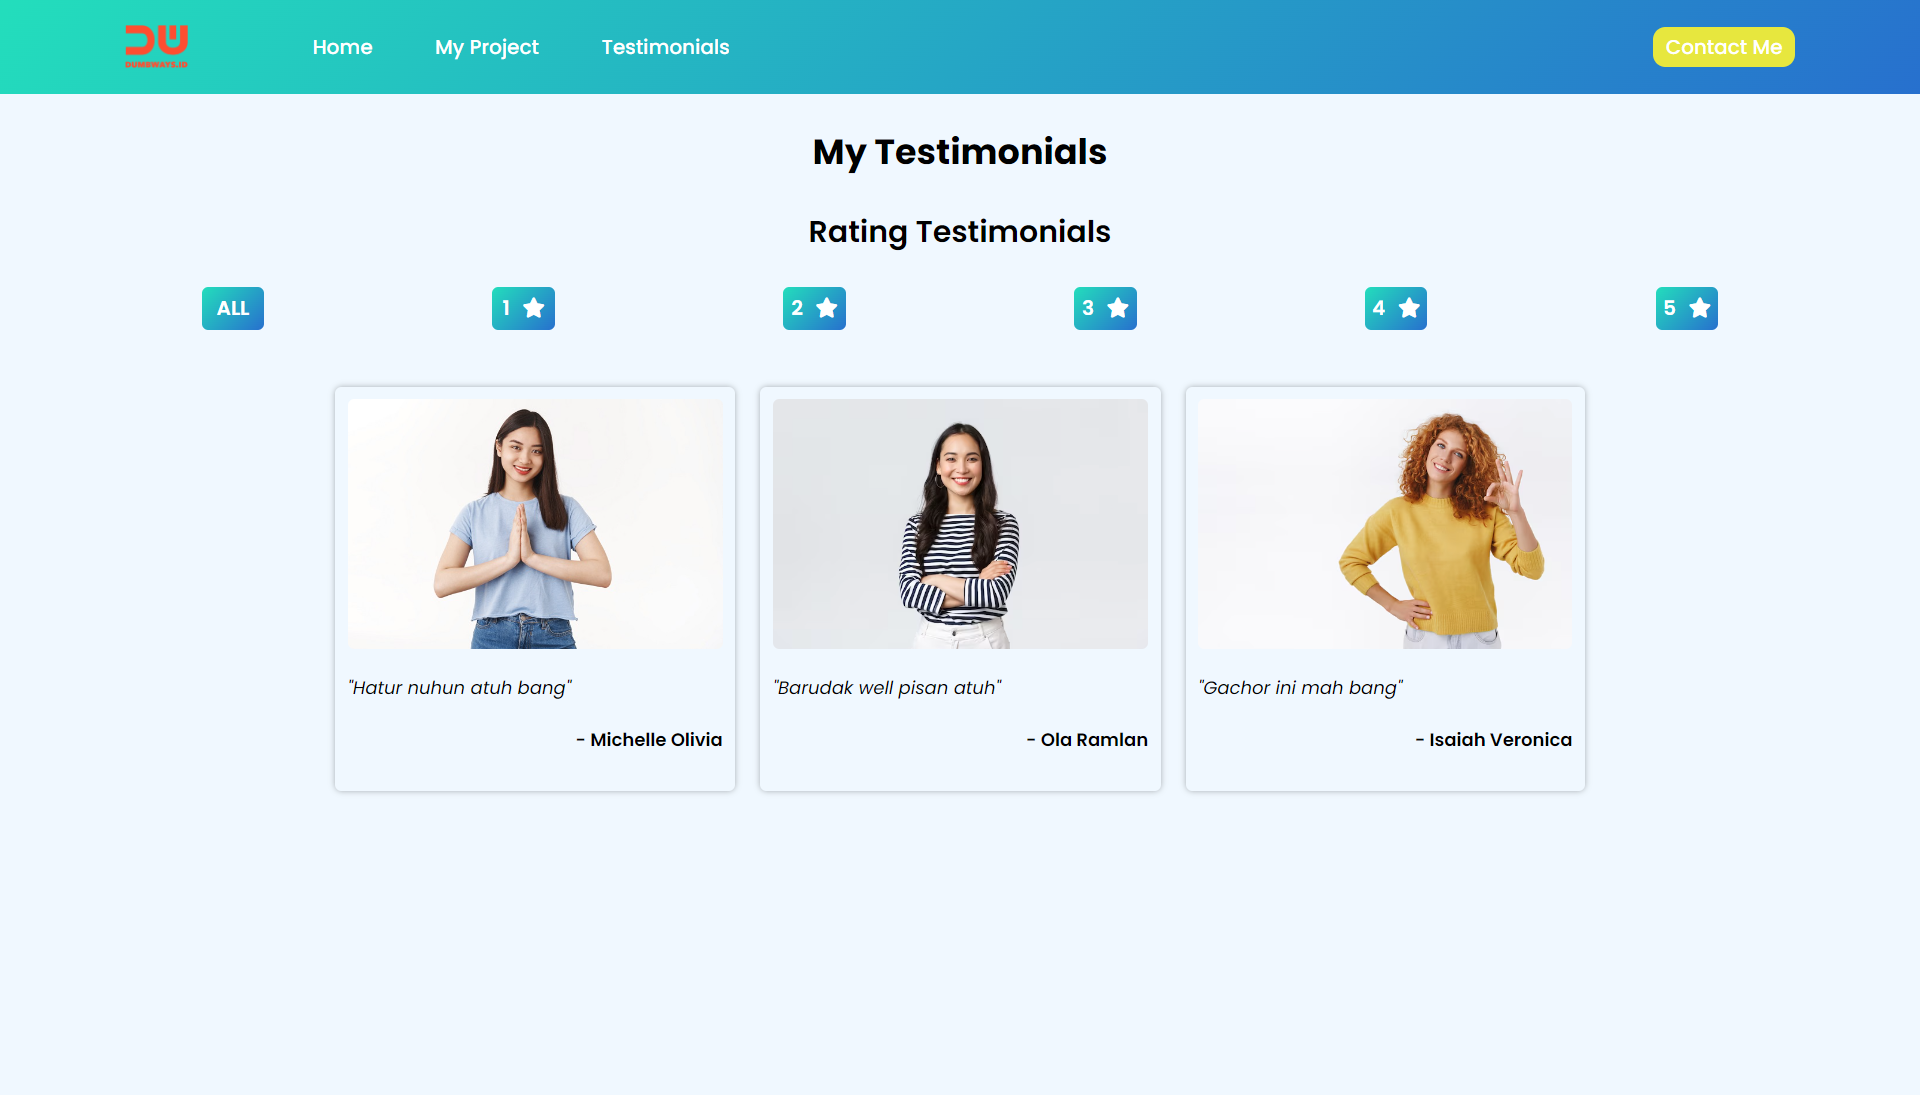 DUMBWAYS.ID
Home
My Project
Testimonials
Contact Me
My Testimonials
Rating Testimonials
ALL
1
2
3
4
5
"Hatur nuhun atuh bang"
- Michelle Olivia
"Barudak well pisan atuh"
- Ola Ramlan
"Gachor ini mah bang"
- Isaiah Veronica